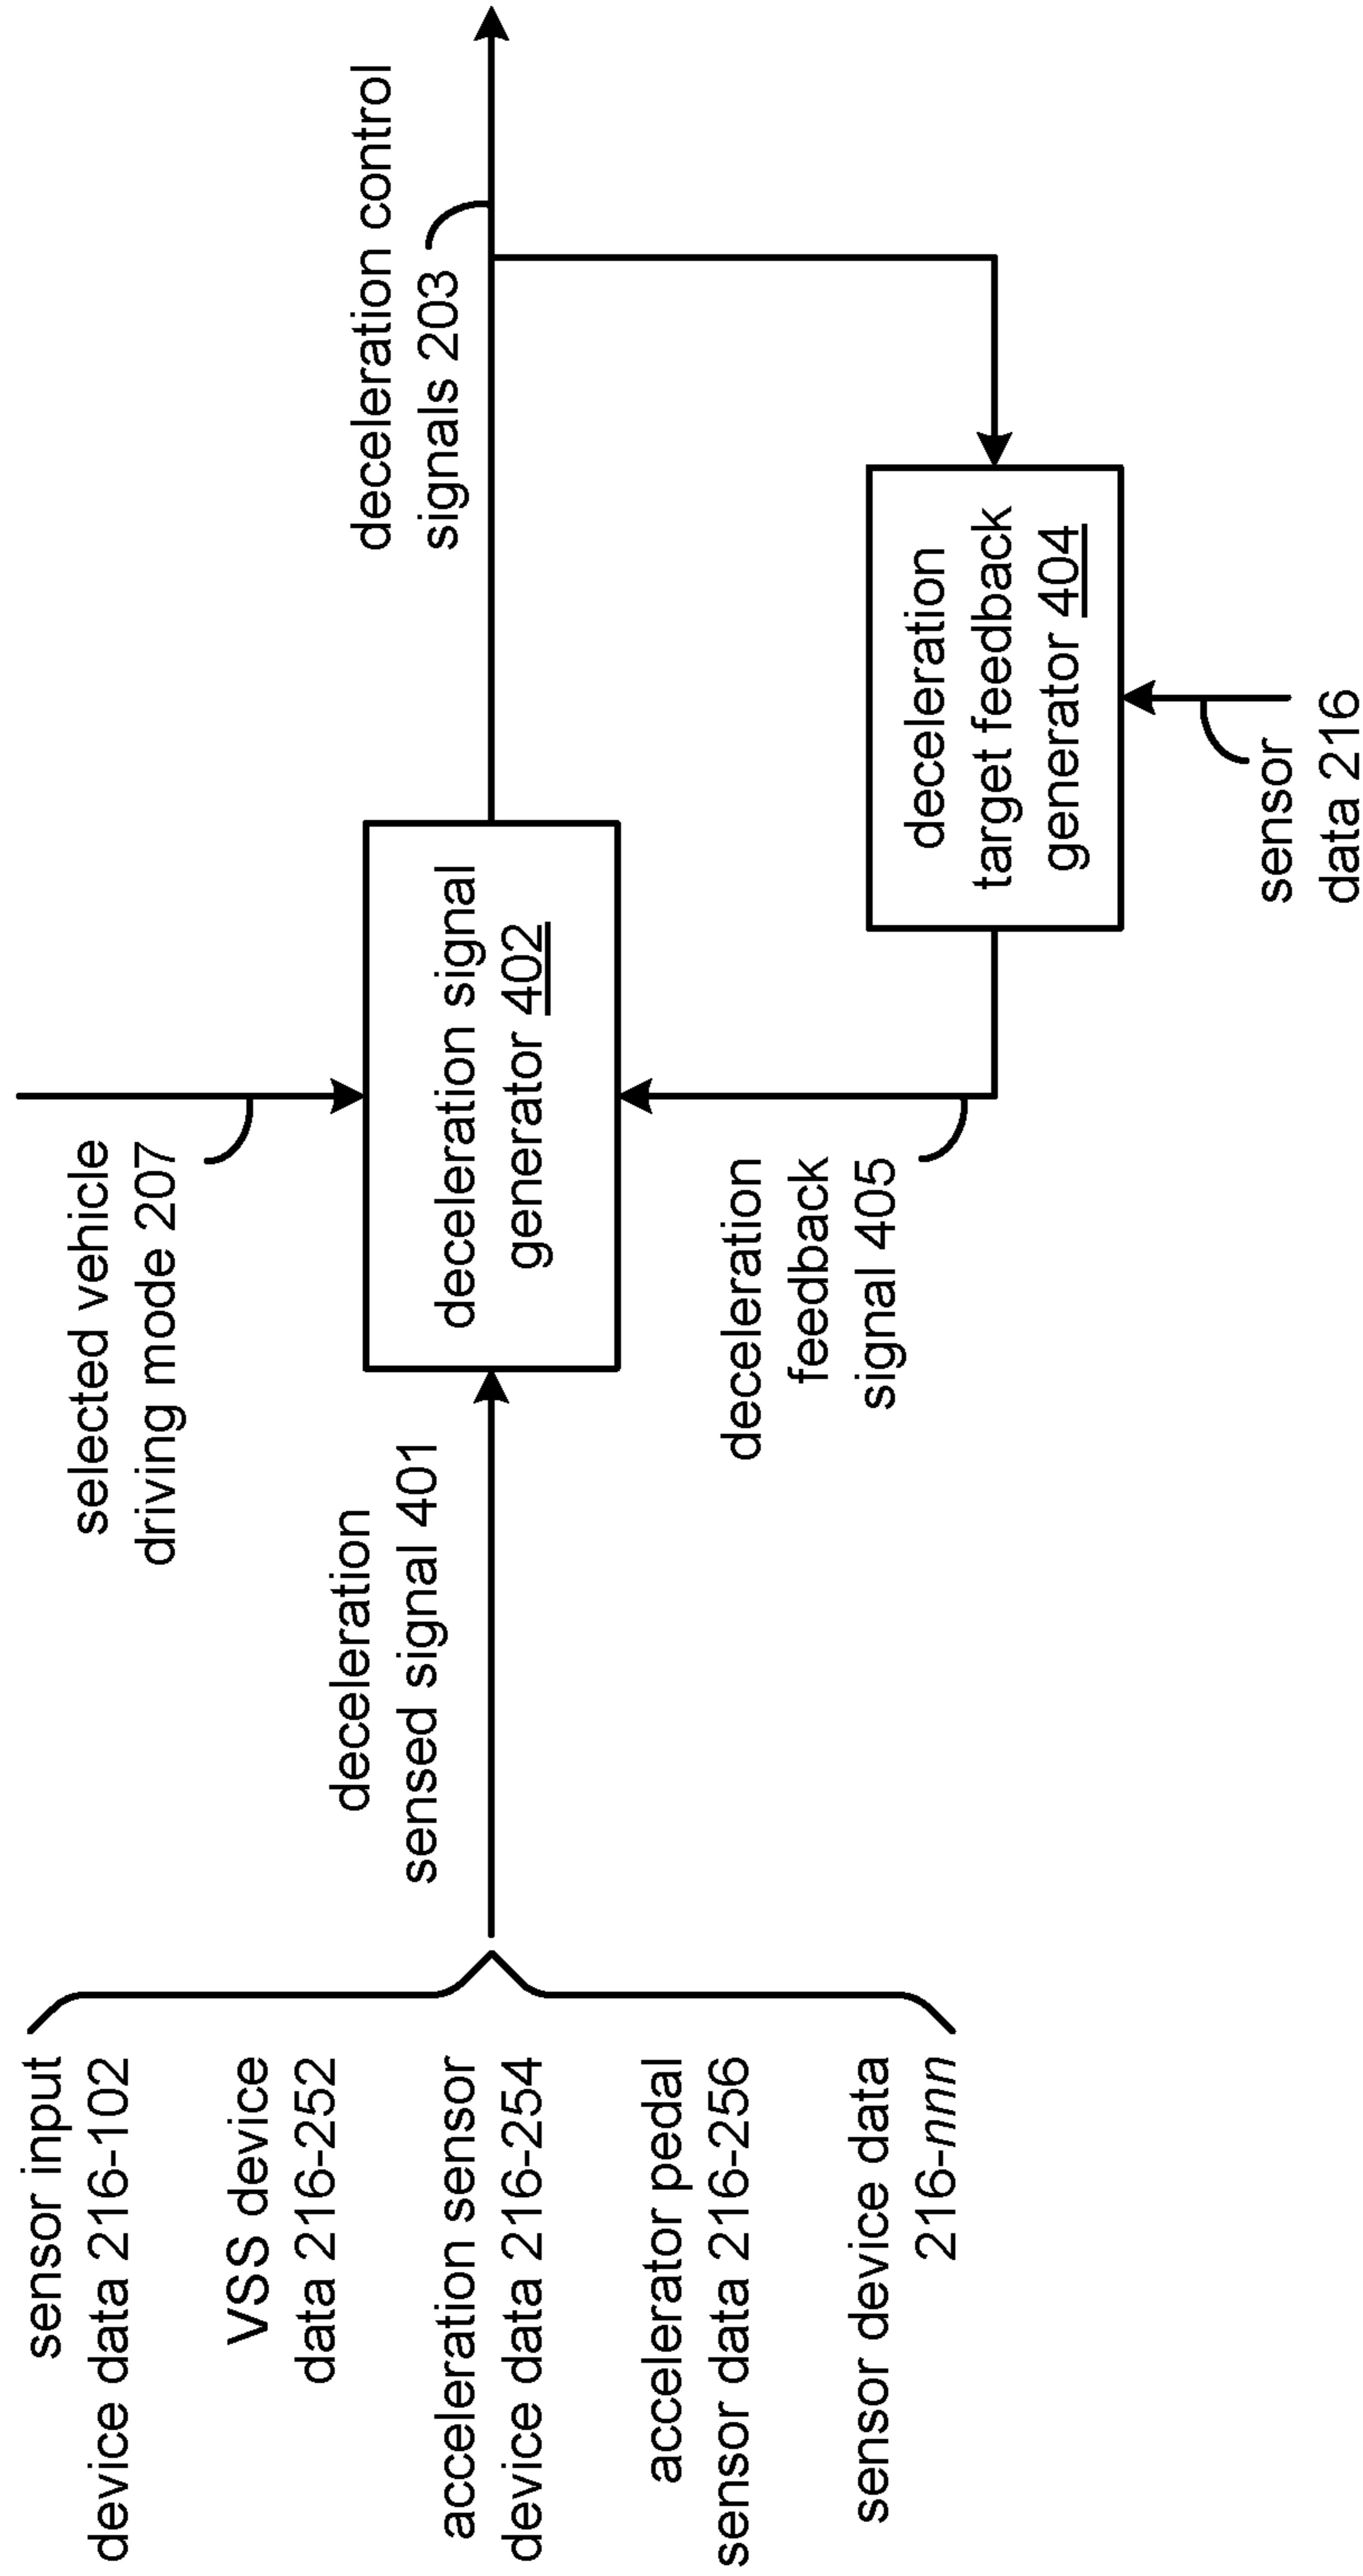 sensor input
device data 216-102
VSS device
data 216-252
acceleration sensor
device data 216-254
accelerator pedal
sensor data 216-256
sensor device data
216-nnn
deceleration
sensed signal 401
selected vehicle
driving mode 207
deceleration signal
generator 402
deceleration
feedback
signal 405
deceleration control
signals 203
deceleration
target feedback
generator 404
sensor
data 216